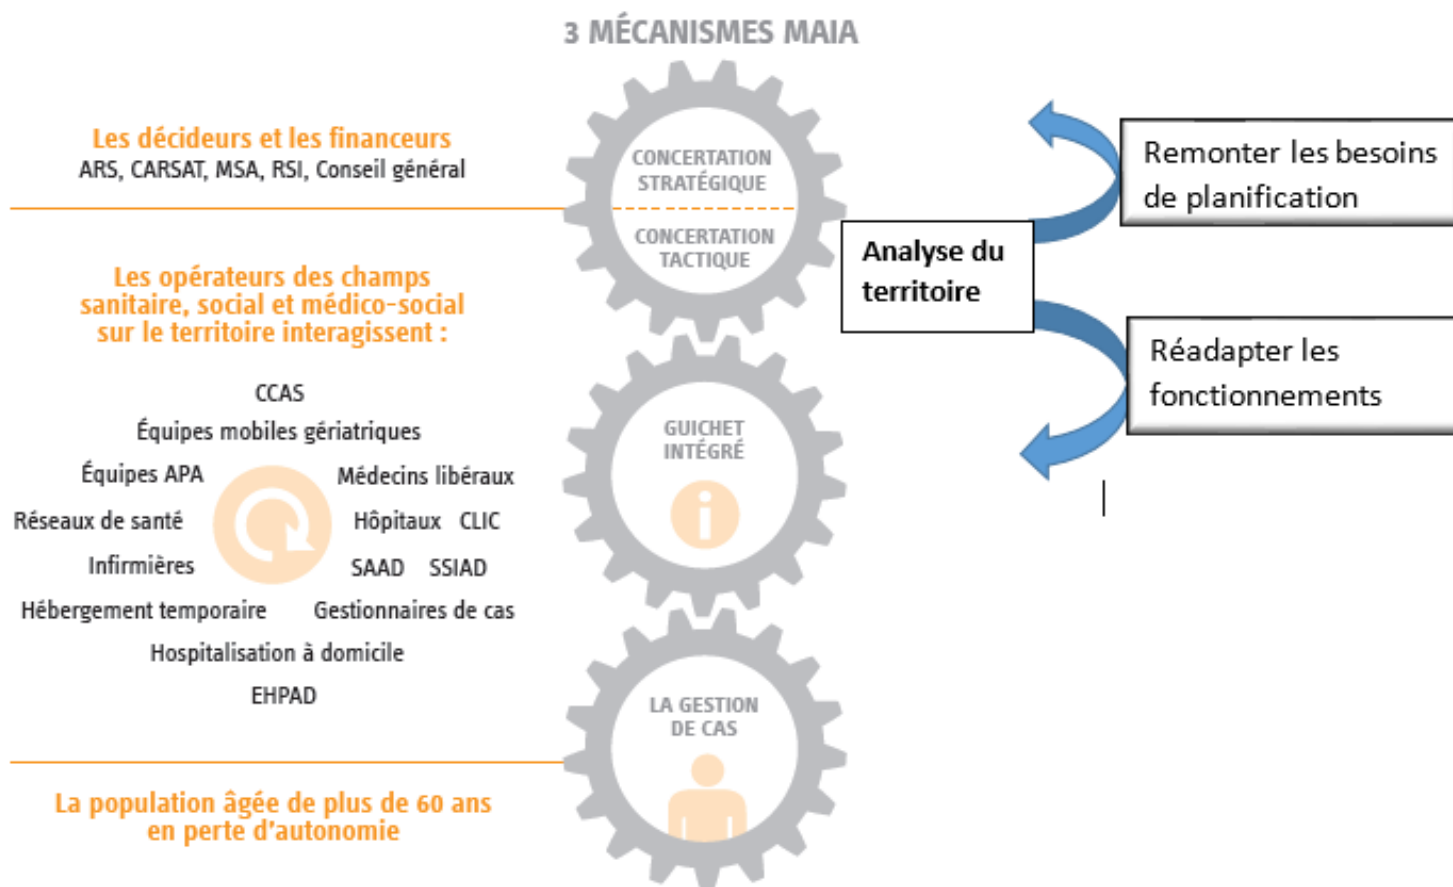 3 MÉCANISMES MAIA
Les décideurs et les financeurs
ARS, CARSAT, MSA, RSI, Conseil général
CONCERTATION
STRATÉGIQUE
CONCERTATION
TACTIQUE
Analyse du
territoire
Remonter les besoins
de planification
Réadapter les
fonctionnements
Les opérateurs des champs
sanitaire, social et médico-social
sur le territoire interagissent :
CCAS
Équipes mobiles gériatriques
Équipes APA
Médecins libéraux
Réseaux de santé
Hôpitaux CLIC
Infirmières
SAAD SSIAD
Hébergement temporaire
Gestionnaires de cas
Hospitalisation à domicile
EHPAD
GUICHET
INTÉGRÉ
i
LA GESTION
DE CAS
La population âgée de plus de 60 ans
en perte d'autonomie